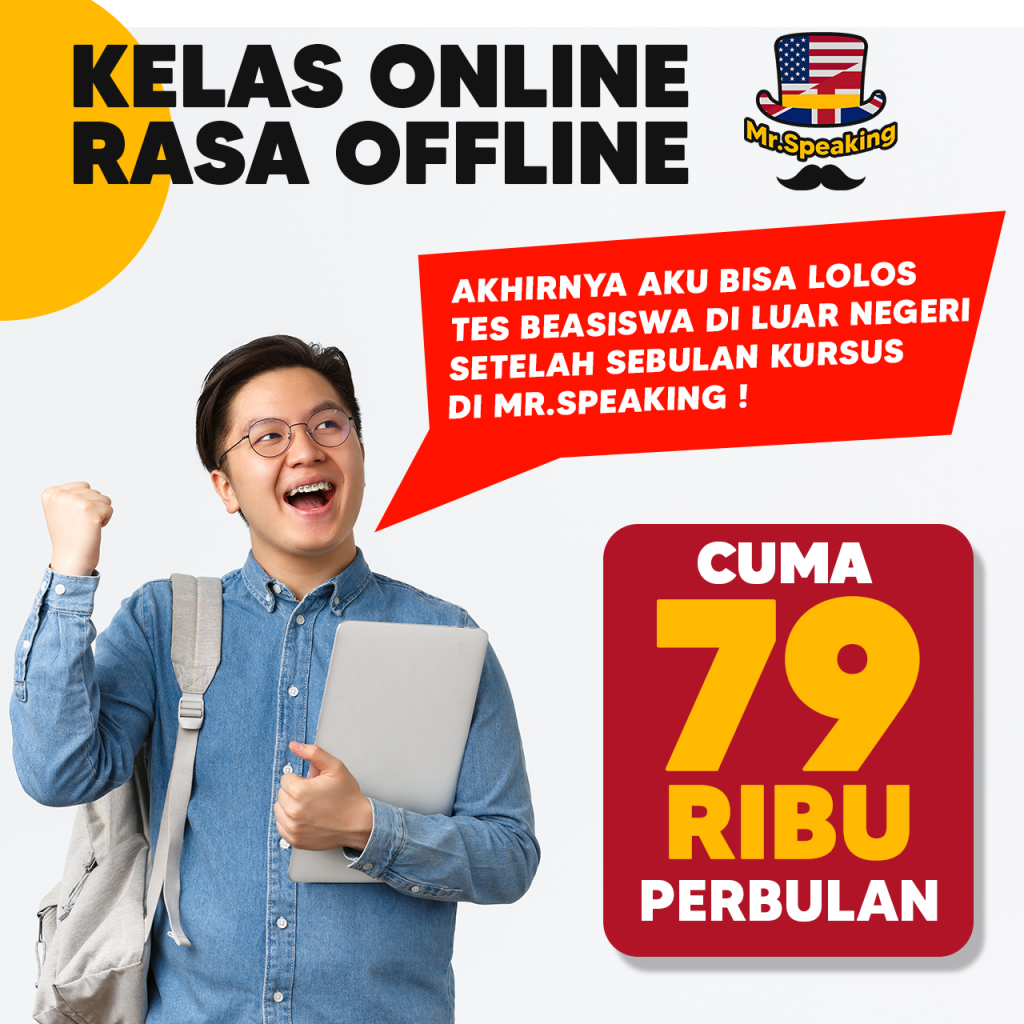 KELAS ONLINE
RASA OFFLINE
Mr.Speaking
AKHIRNYA AKU BISA LOLOS
TES BEASISWA DI LUAR NEGERI
SETELAH SEBULAN KURSUS
DI MR.SPEAKING !
CUMA
79
RIBU
PERBULAN